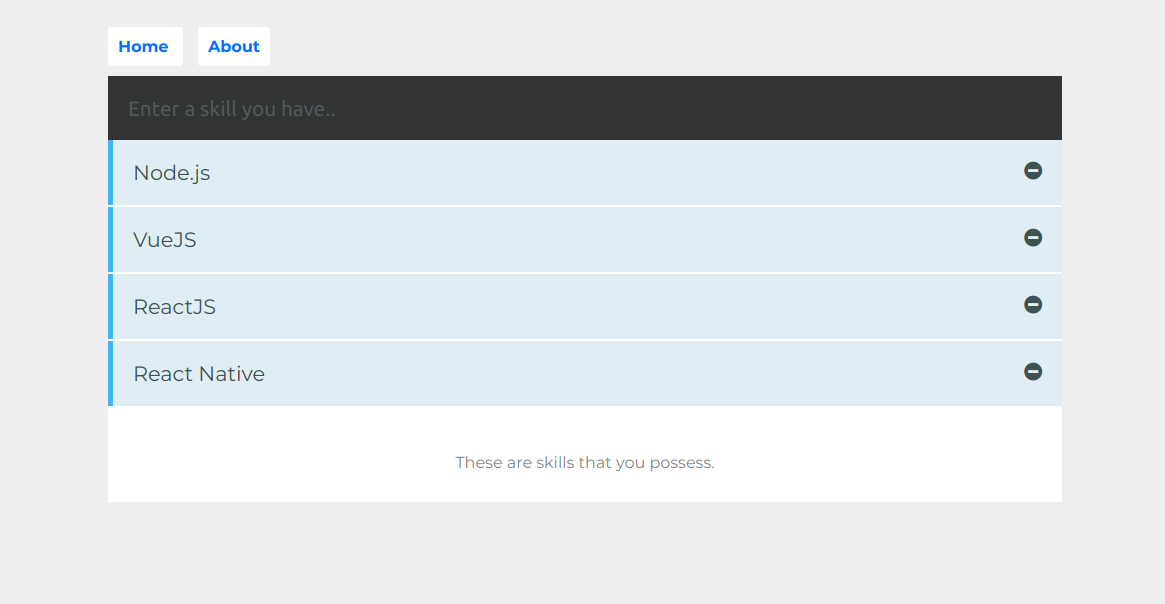 Home About
Enter a skill you have..
Node.js
VueJS
ReactJS
React Native
These are skills that you possess.